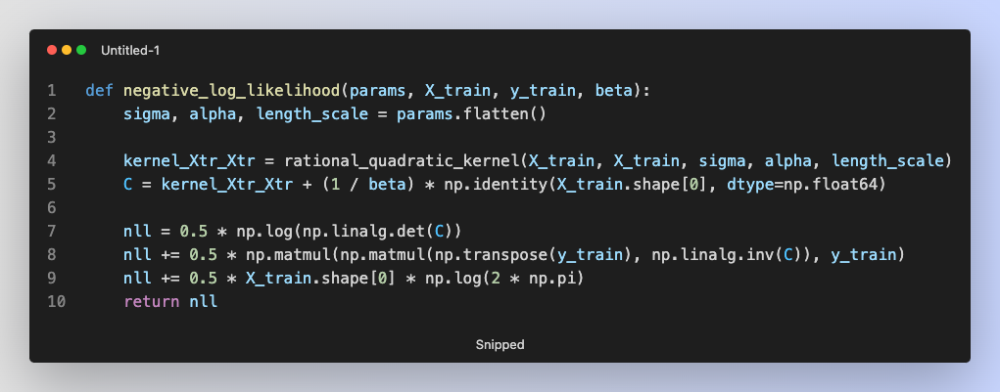 Untitled-1
1 def negative_log_likelihood(params, X_train, y_train, beta):
2     sigma, alpha, length_scale = params.flatten()
3
4     kernel_Xtr_Xtr = rational_quadratic_kernel(X_train, X_train, sigma, alpha, length_scale)
5     C = kernel_Xtr_Xtr + (1 / beta) * np.identity(X_train.shape[0], dtype=np.float64)
6
7     nll = 0.5 * np.log(np.linalg.det(C))
8     nll += 0.5 * np.matmul(np.matmul(np.transpose(y_train), np.linalg.inv(C)), y_train)
9     nll += 0.5 * X_train.shape[0] * np.log(2 * np.pi)
10     return nll
Snipped